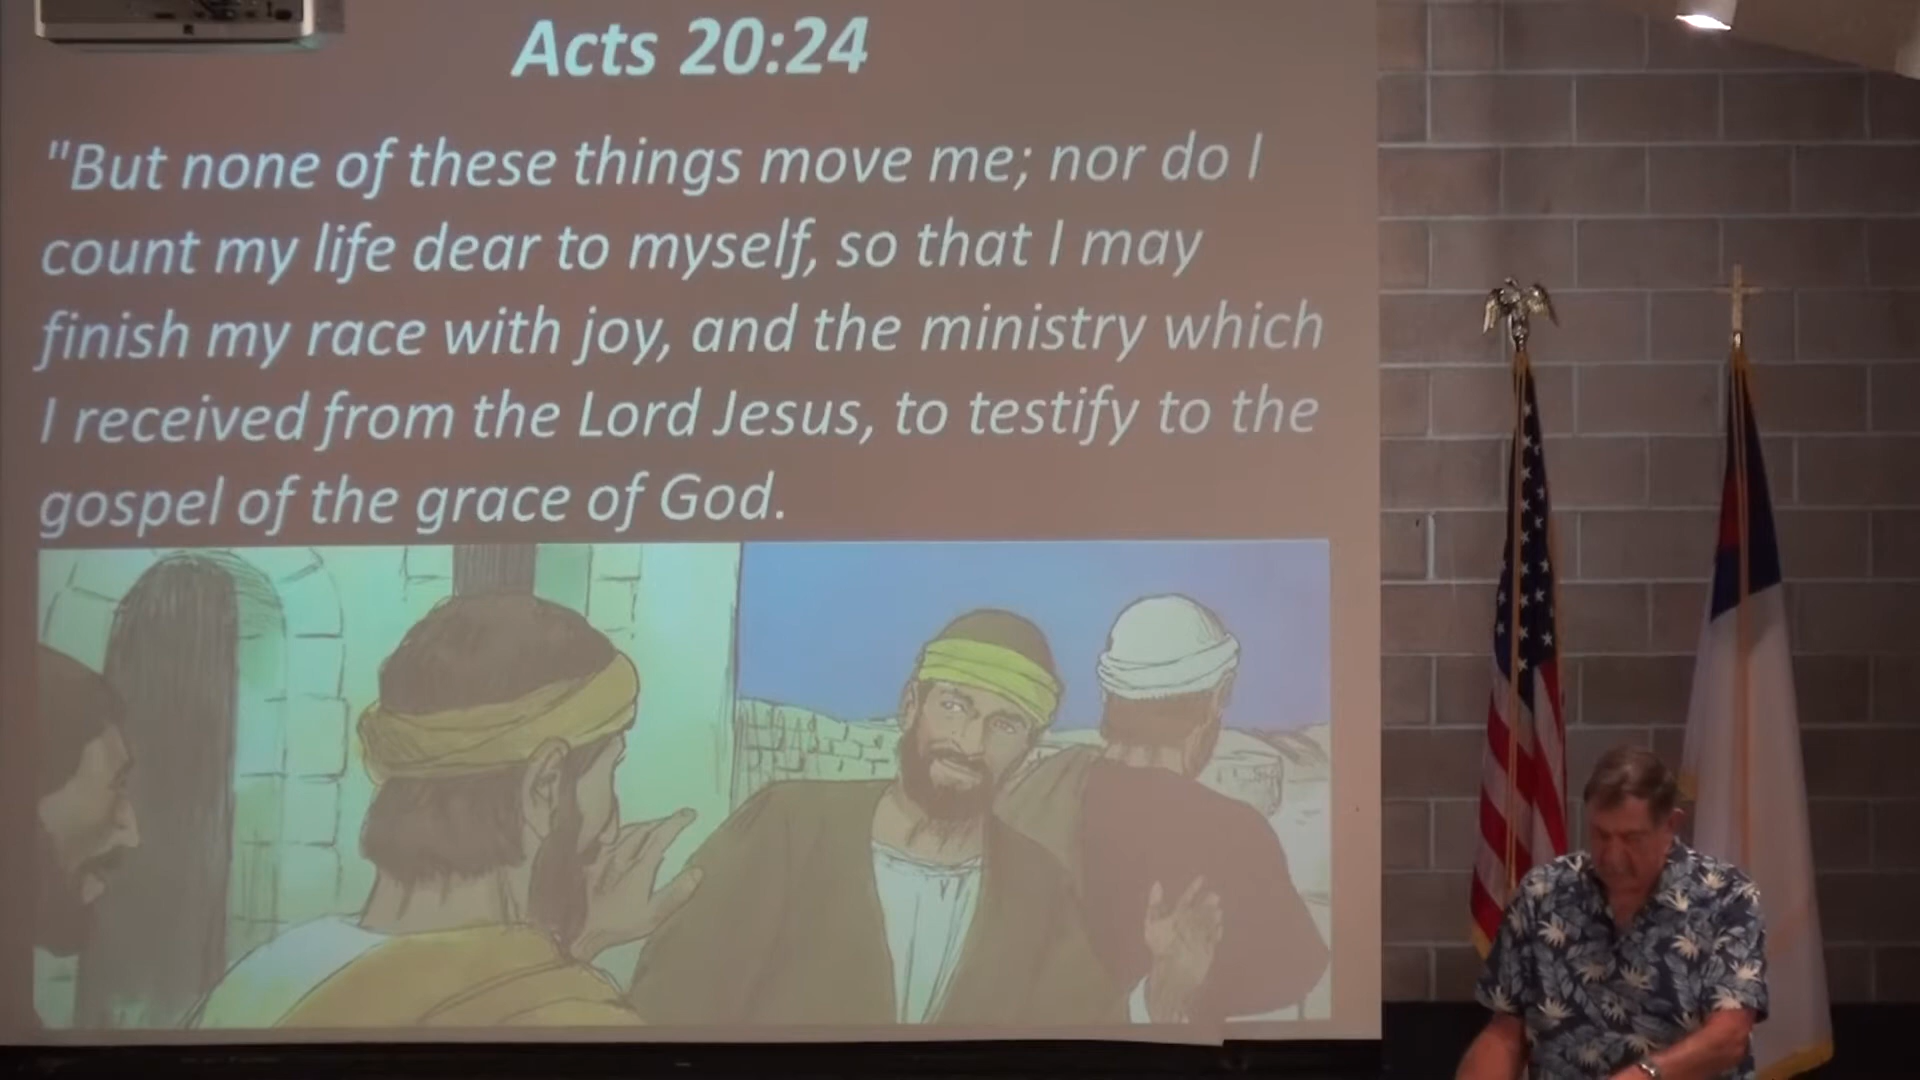 Acts 20:24
"But none of these things move me; nor do I
count my life dear to myself, so that I may
finish my race with joy, and the ministry which
I received from the Lord Jesus, to testify to the
gospel of the grace of God.